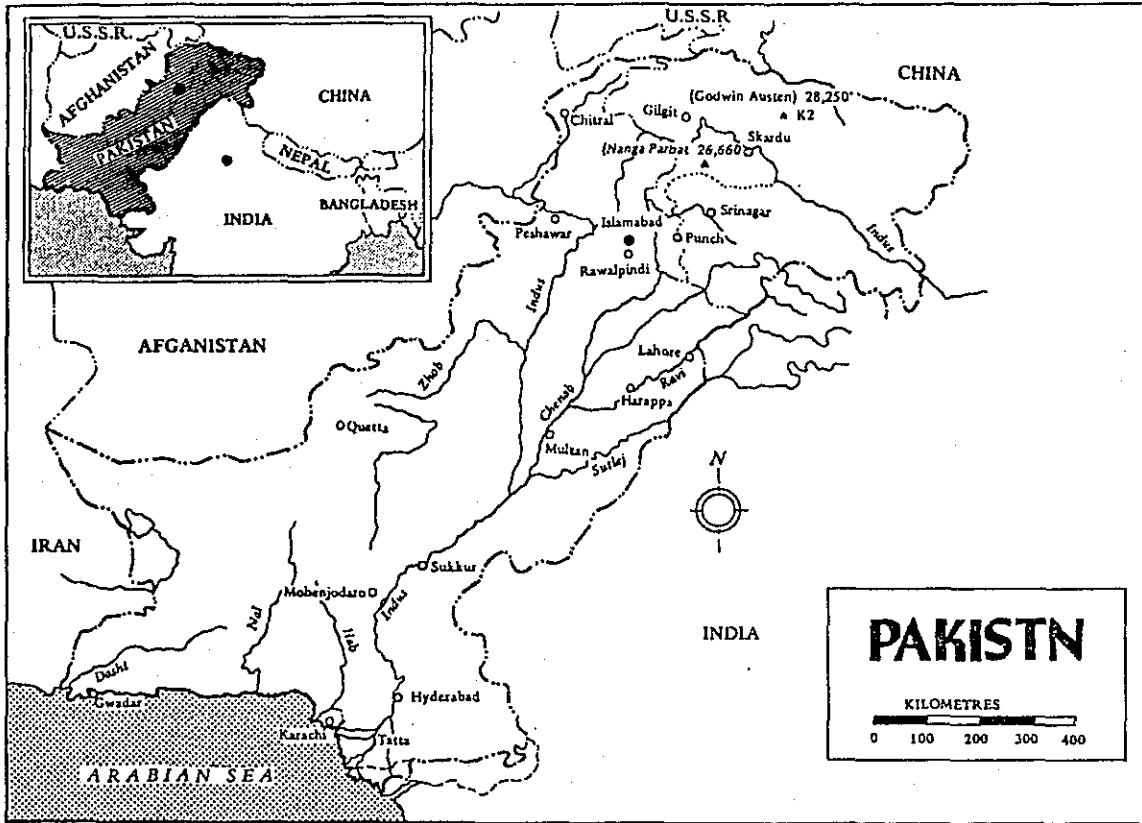 U.S.S.R.
AFGHANISTAN
PAKISTAN
CHINA
NEPAL
INDIA
BANGLADESH
U.S.S.R
CHINA
(Godwin Austen) 28,250'
K2
Chitral
Gilgit
Skardu
(Nanga Parbat 26,660')
Srinagar
Indus
Peshawar
Islamabad
Punch
Rawalpindi
Indus
AFGANISTAN
Zhob
Lahore
Ravi
Harappa
Chenab
Quetta
Multan
Sutlej
N
IRAN
Sukkur
Mohenjodaro
Indus
Nal
Hab
INDIA
Dasht
Gwadar
Hyderabad
Karachi
Tatta
ARABIAN SEA
PAKISTN
KILOMETRES
0 100 200 300 400